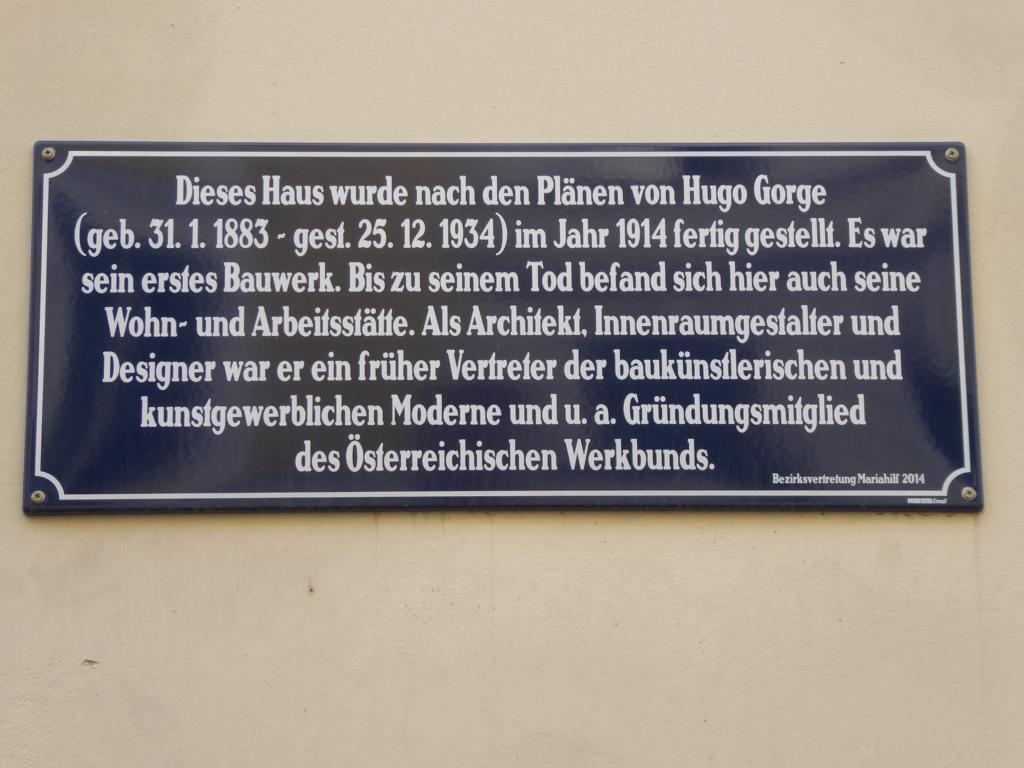 Dieses Haus wurde nach den Plänen von Hugo Gorge
(geb. 31. 1. 1883 - gest. 25. 12. 1934) im Jahr 1914 fertig gestellt. Es war
sein erstes Bauwerk. Bis zu seinem Tod befand sich hier auch seine
Wohn- und Arbeitsstätte. Als Architekt, Innenraumgestalter und
Designer war er ein früher Vertreter der baukünstlerischen und
kunstgewerblichen Moderne und u. a. Gründungsmitglied
des Österreichischen Werkbunds.
Bezirksvertretung Mariahilf 2014